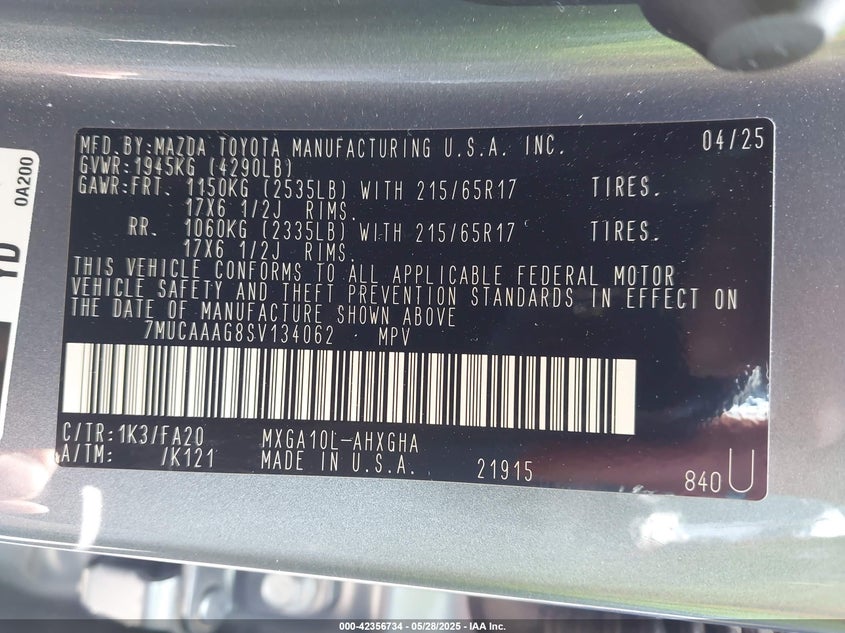 MFD.BY:MAZDA TOYOTA MANUFACTURING U.S.A. INC. 04/25
GVWR:1945KG (4290LB)
GAWR:FRT. 1150KG (2535LB) WITH 215/65R17 TIRES.
17X6 1/2J RIMS.
RR. 1060KG (2335LB) WITH 215/65R17 TIRES.
17X6 1/2J RIMS.
THIS VEHICLE CONFORMS TO ALL APPLICABLE FEDERAL MOTOR
VEHICLE SAFETY AND THEFT PREVENTION STANDARDS IN EFFECT ON
THE DATE OF MANUFACTURE SHOWN ABOVE
7MUCAAAG8SV134062 MPV
C/TR:1K3/FA20 MXGA10L-AHXGHA
A/TM: /K121 MADE IN U.S.A. 21915 840 U
0A200
YD
000-42356734 - 05/28/2025 - IAA Inc.